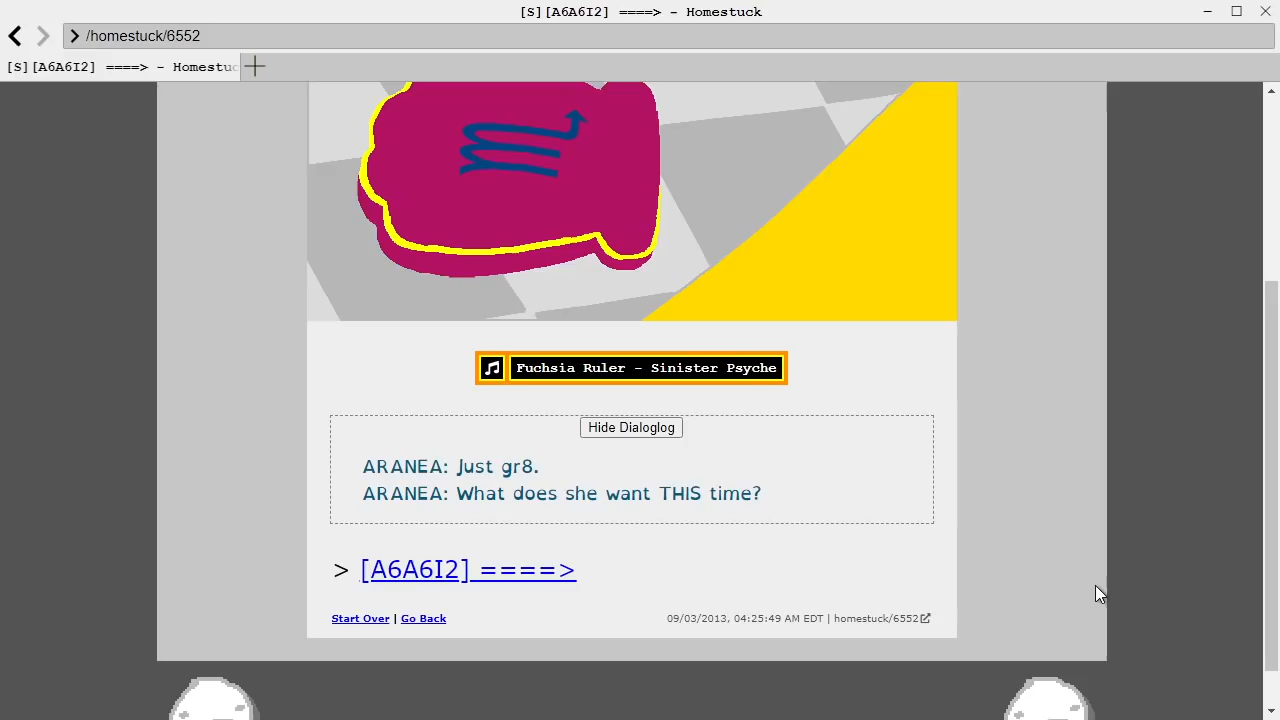 [S][A6A6I2] ====> - Homestuck
/homestuck/6552
[S][A6A6I2] ====> - Homestuc
Fuchsia Ruler - Sinister Psyche
Hide Dialoglog
ARANEA: Just gr8.
ARANEA: What does she want THIS time?
> [A6A6I2] ====>
Start Over | Go Back
09/03/2013, 04:25:49 AM EDT | homestuck/6552